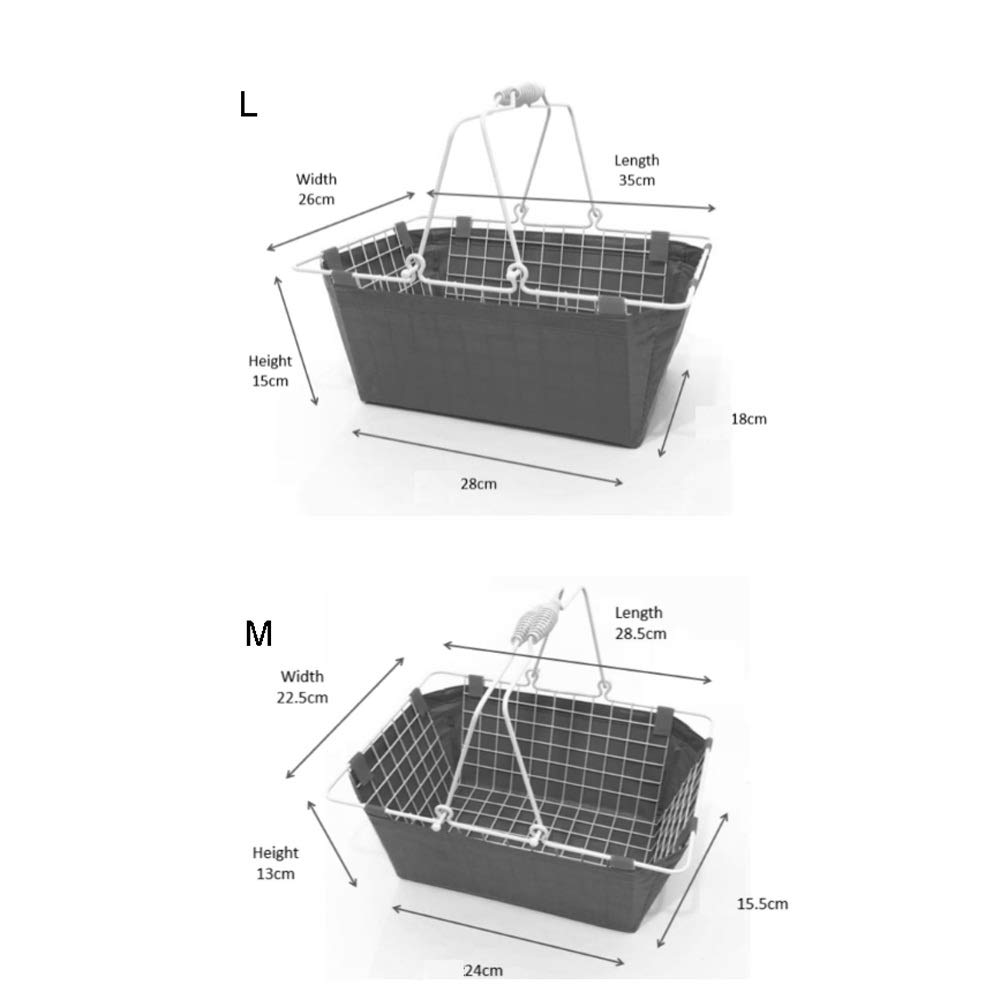 L
Length
35cm
Width
26cm
Height
15cm
18cm
28cm
M
Length
28.5cm
Width
22.5cm
Height
13cm
15.5cm
24cm